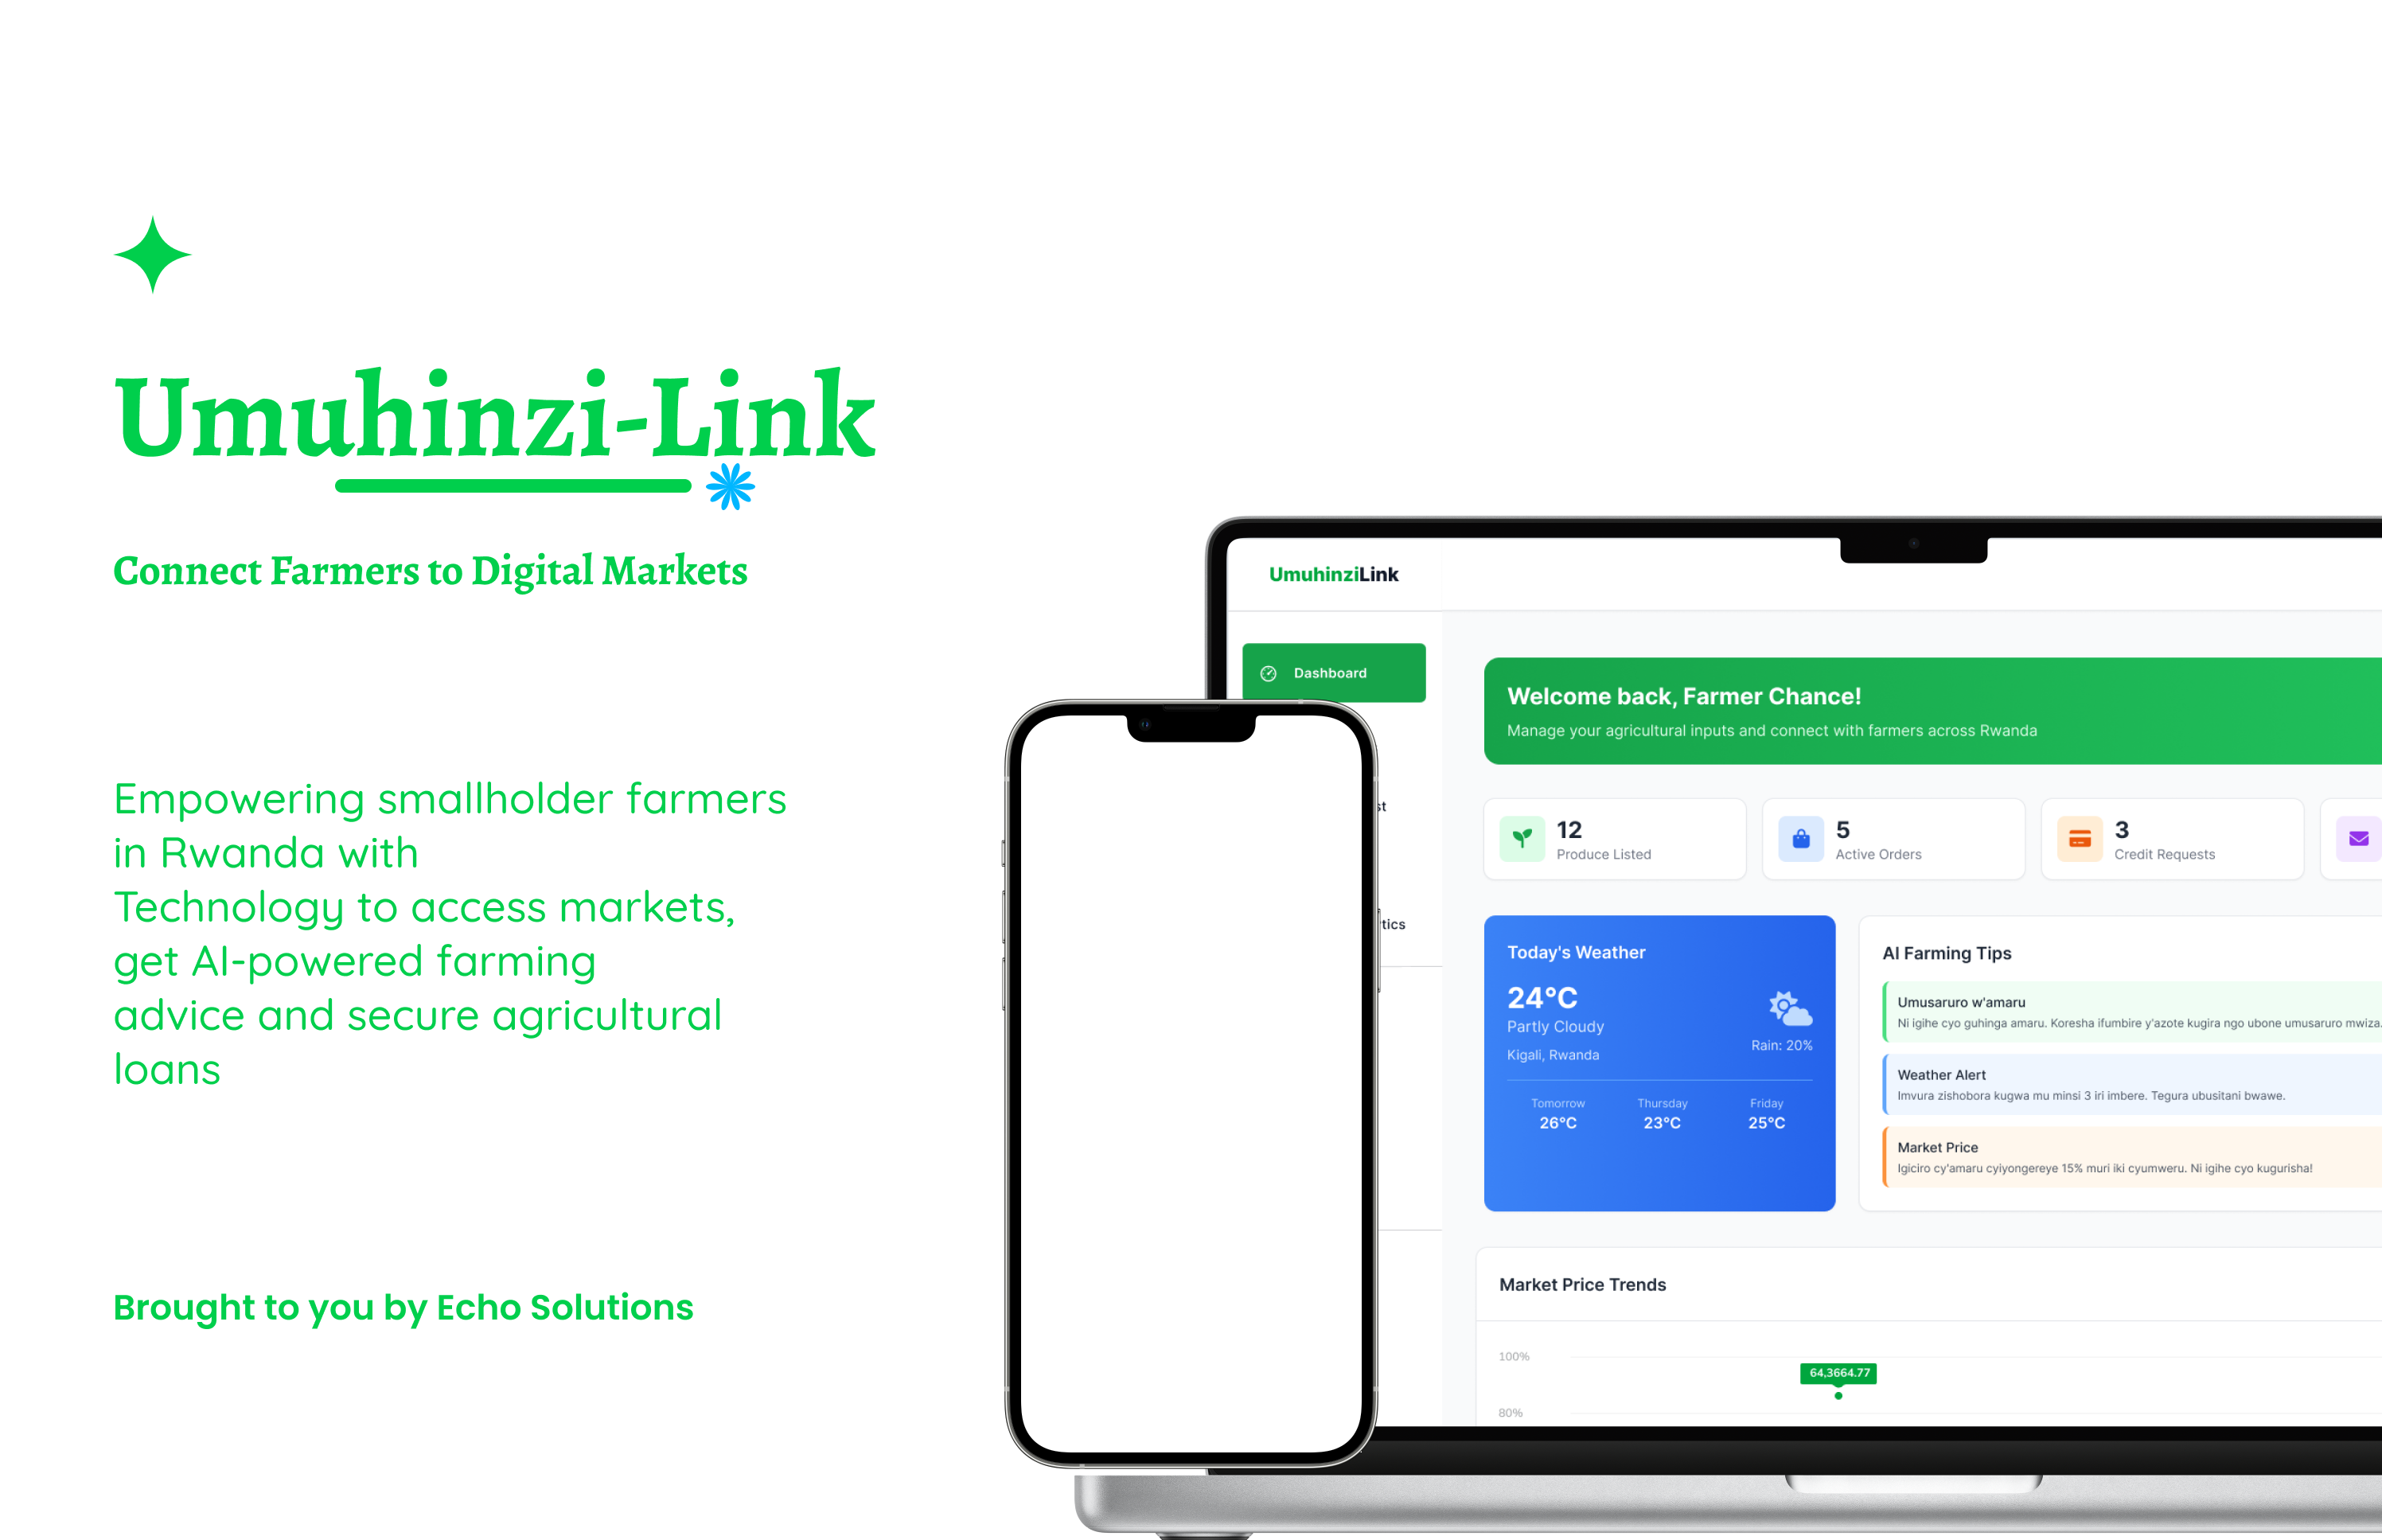 Umuhinzi-Link
Connect Farmers to Digital Markets
Empowering smallholder farmers
in Rwanda with
Technology to access markets,
get AI-powered farming
advice and secure agricultural
loans
Brought to you by Echo Solutions
UmuhinziLink
Dashboard
Welcome back, Farmer Chance!
Manage your agricultural inputs and connect with farmers across Rwanda
12
Produce Listed
5
Active Orders
3
Credit Requests
Today's Weather
24°C
Partly Cloudy
Kigali, Rwanda
Rain: 20%
Tomorrow
26°C
Thursday
23°C
Friday
25°C
AI Farming Tips
Umusaruro w'amaru
Ni igihe cyo guhinga amaru. Koresha ifumbire y'azote kugira ngo ubone umusaruro mwiza.
Weather Alert
Imvura zishobora kugwa mu minsi 3 iri imbere. Tegura ubusitani bwawe.
Market Price
Igiciro cy'amaru cyiyongereye 15% muri iki cyumweru. Ni igihe cyo kugurisha!
Market Price Trends
100%
64,3664.77
80%